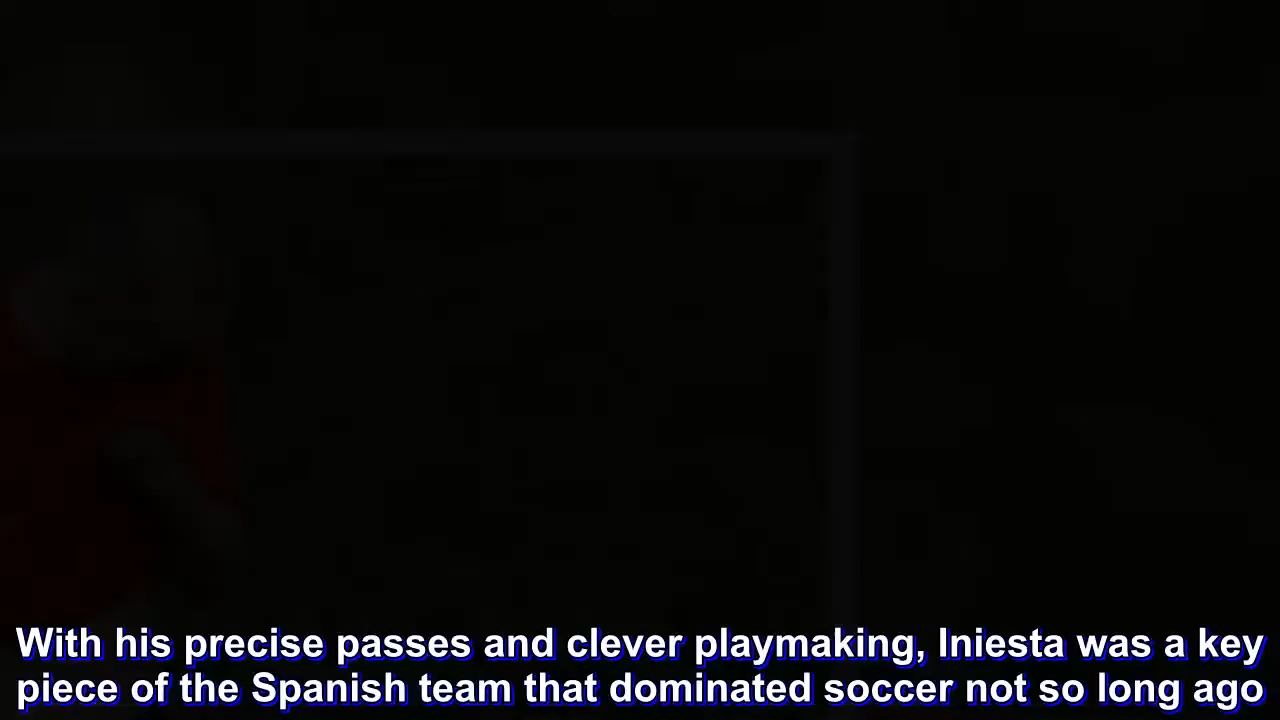 With his precise passes and clever playmaking, Iniesta was a key
piece of the Spanish team that dominated soccer not so long ago